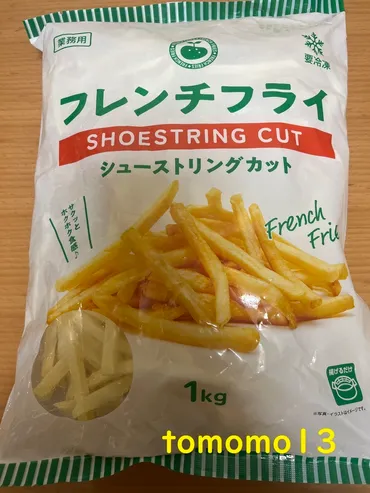 業務用
要冷凍
フレンチフライ
SHOESTRING CUT
シューストリングカット
サクッと
ホクホク食感♪
French
Frie
揚げるだけ
1kg
tomomo13